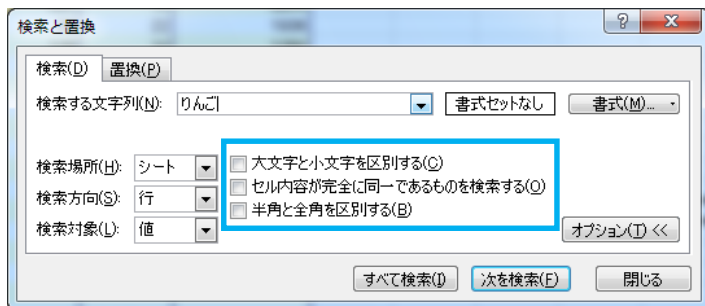 検索と置換
検索(D) 置換(P)
検索する文字列(N): りんご 書式セットなし 書式(M)...
検索場所(H): シート
大文字と小文字を区別する(C)
セル内容が完全に同一であるものを検索する(O)
検索方向(S): 行
半角と全角を区別する(B)
検索対象(L): 値
オプション(T) <<
すべて検索(I) 次を検索(F) 閉じる